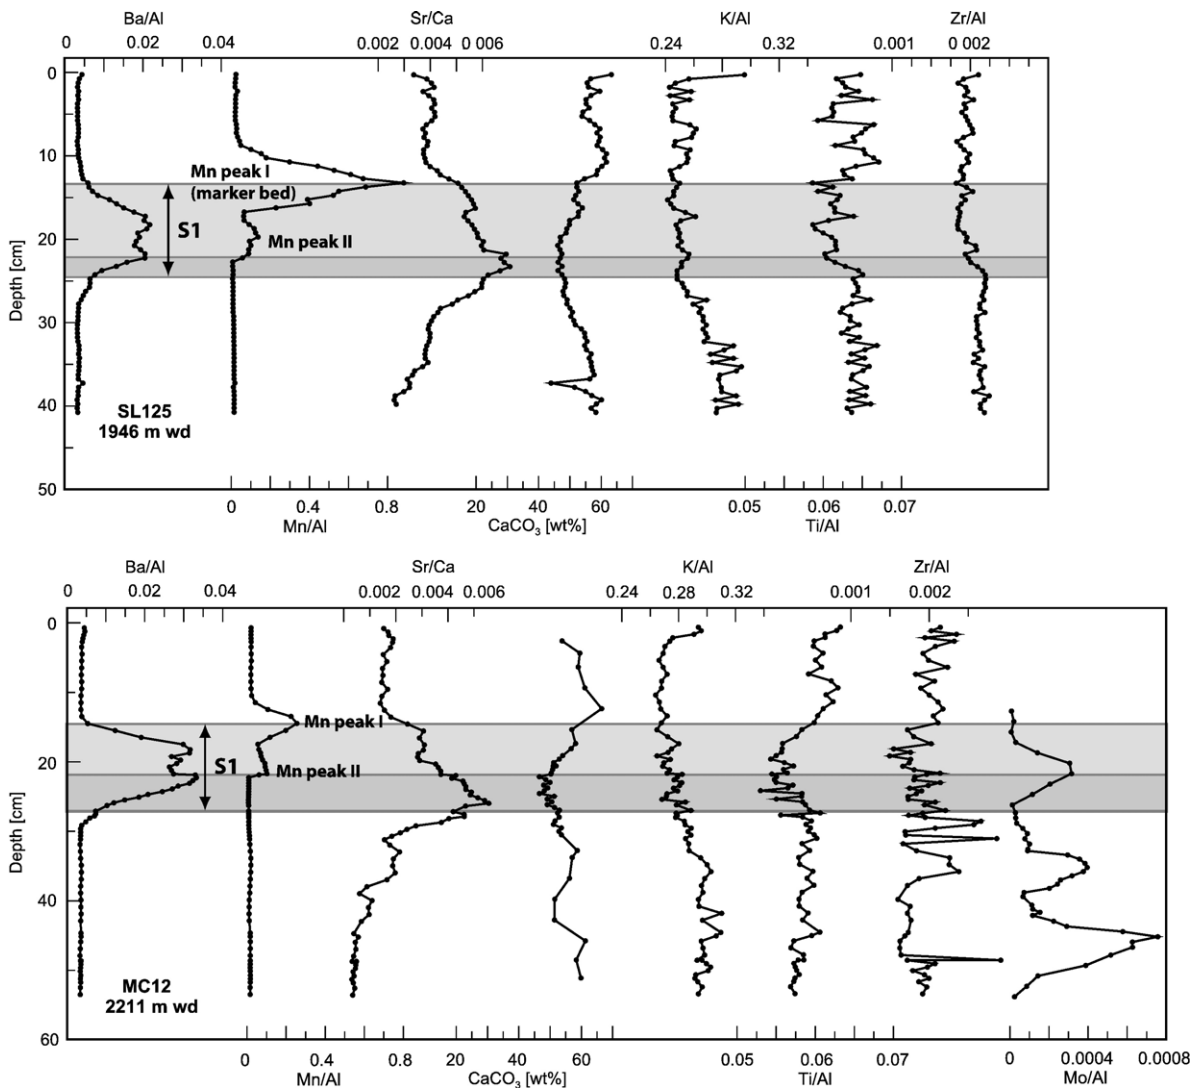 Ba/Al Sr/Ca K/Al Zr/Al
0 0.020 0.04 0.002 0.004 0.006 0.24 0.32 0.001 0.002
0
10
Mn peak I
(marker bed)
S1
20
Mn peak II
Depth [cm]
30
40
SL125
1946 m wd
50
0 0.4 0.8 20 40 60 0.05 0.06 0.07
Mn/Al CaCO3 [wt%] Ti/Al
Ba/Al Sr/Ca K/Al Zr/Al
0 0.020 0.04 0.002 0.004 0.006 0.24 0.28 0.32 0.001 0.002
0
Mn peak I
S1
20
Mn peak II
Depth [cm]
40
MC12
2211 m wd
60
0 0.4 0.8 20 40 60 0.05 0.06 0.07 0 0.0004 0.0008
Mn/Al CaCO3 [wt%] Ti/Al Mo/Al